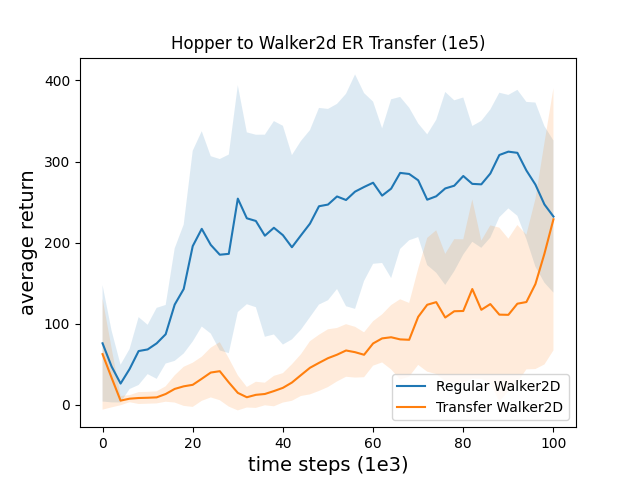 Hopper to Walker2d ER Transfer (1e5)
400
300
200
100
0
average return
0 20 40 60 80 100
time steps (1e3)
Regular Walker2D
Transfer Walker2D